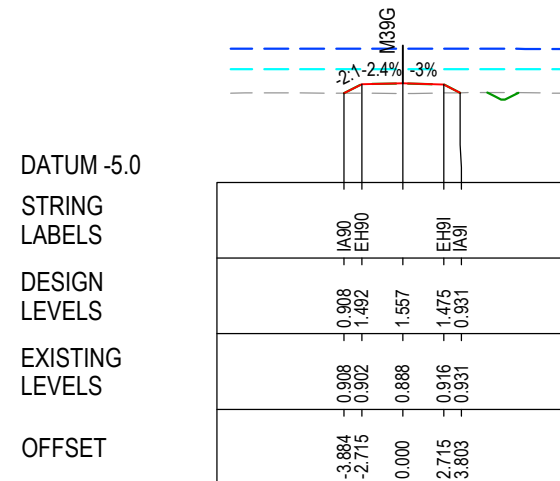 M39G
-2:1 -2.4% -3%
DATUM -5.0
STRING
LABELS
IA90 EH90 EH9I IA9I
DESIGN
LEVELS
0.908 1.492 1.557 1.475 0.931
EXISTING
LEVELS
0.908 0.902 0.888 0.916 0.931
OFFSET
-3.884 -2.715 0.000 2.715 3.803